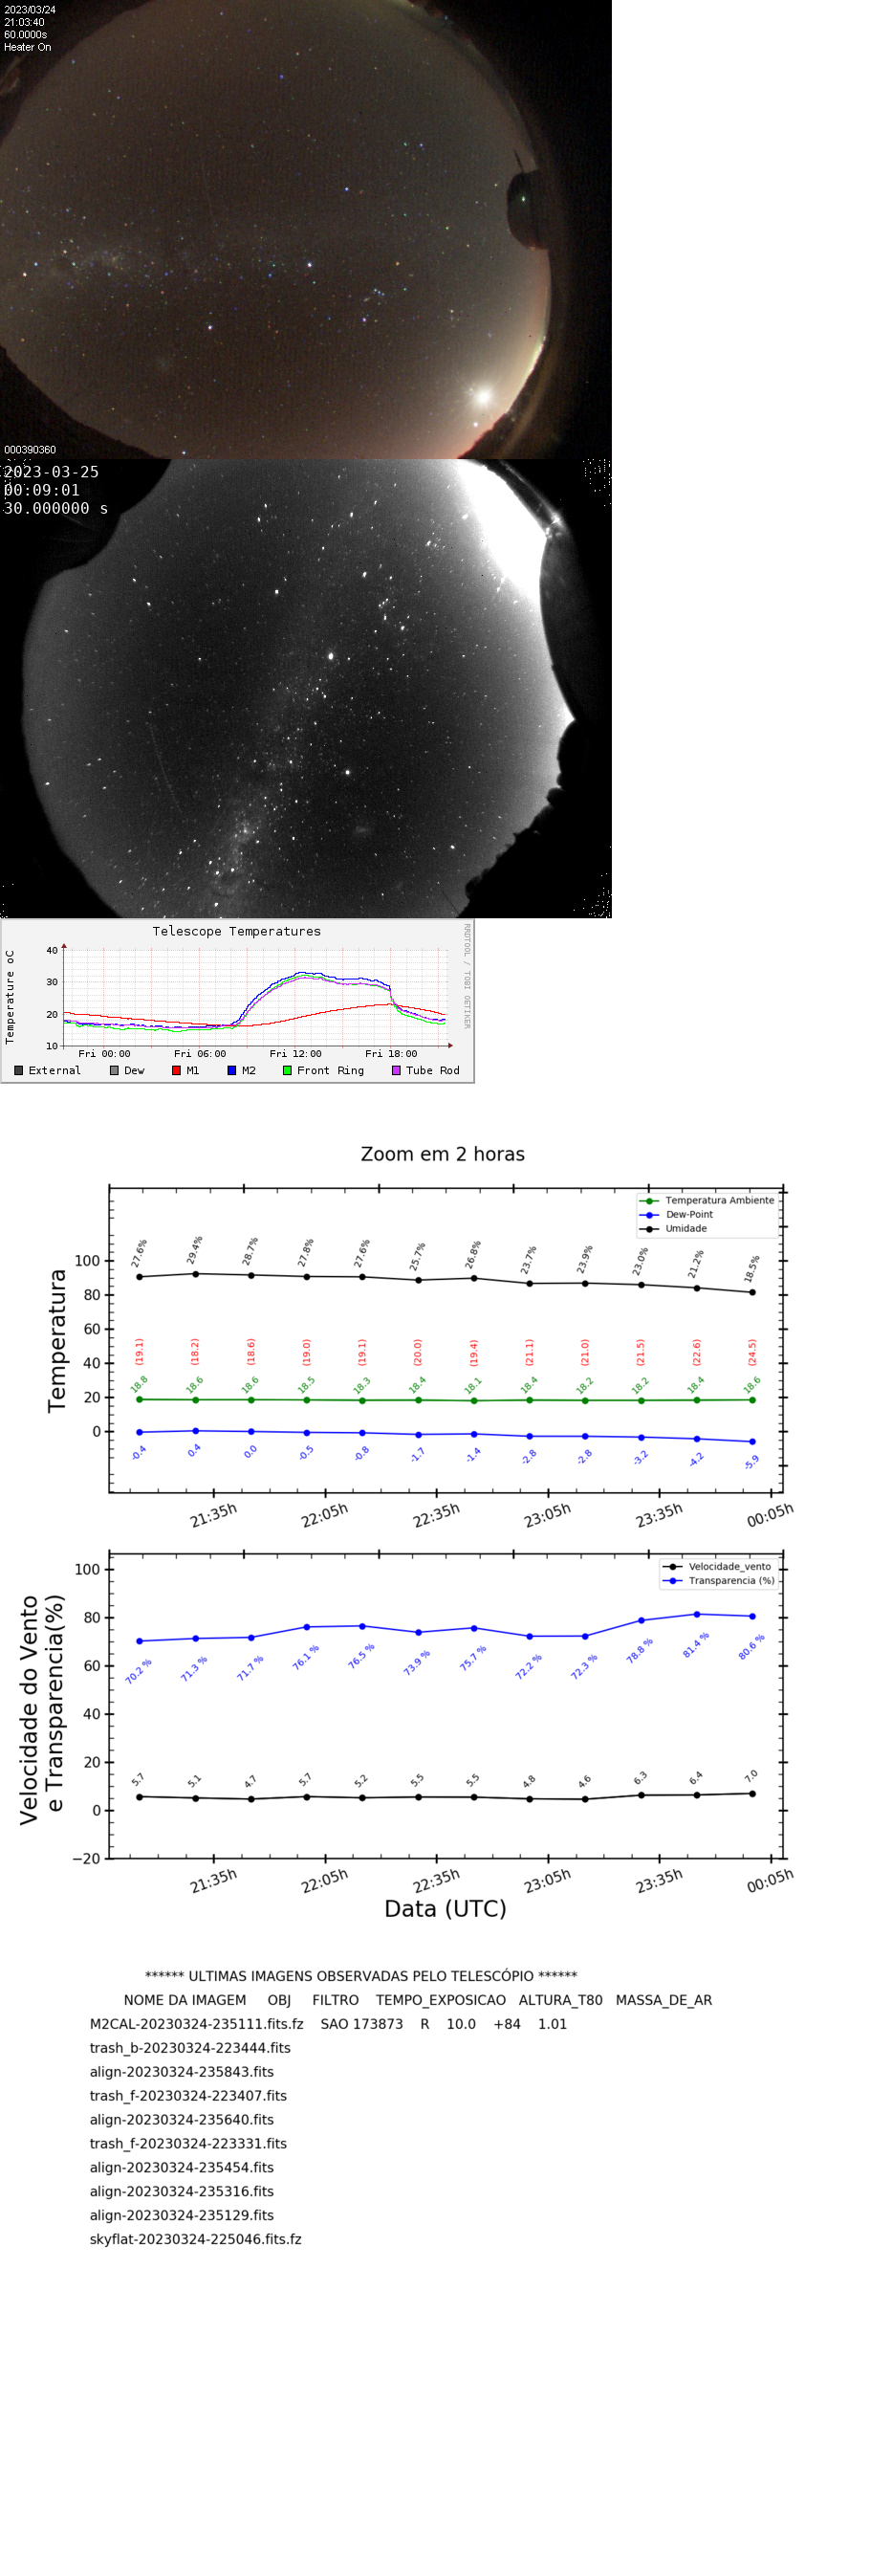 2023/03/24
21:03:40
60.0000s
Heater On
000390360
2023-03-25
00:09:01
30.000000 s
Telescope Temperatures
RRDTOOL / TOBI OETIKER
Temperature oC
40
30
20
10
Fri 00:00 Fri 06:00 Fri 12:00 Fri 18:00
External Dew M1 M2 Front Ring Tube Rod
Zoom em 2 horas
Temperatura Ambiente
Dew-Point
Umidade
Temperatura
100
80
60
40
20
0
27.6% 29.4% 28.7% 27.8% 27.6% 25.7% 26.8% 23.7% 23.9% 23.0% 21.2% 18.5%
(19.1) (18.2) (18.6) (19.0) (19.1) (20.0) (19.4) (21.1) (21.0) (21.5) (22.6) (24.5)
18.8 18.6 18.6 18.5 18.3 18.4 18.1 18.4 18.2 18.2 18.4 18.6
-0.4 0.4 0.0 -0.5 -0.8 -1.7 -1.4 -2.8 -2.8 -3.2 -4.2 -5.9
21:35h 22:05h 22:35h 23:05h 23:35h 00:05h
Velocidade_vento
Transparencia (%)
Velocidade do Vento
e Transparencia(%)
100
80
60
40
20
0
−20
70.2 % 71.3 % 71.7 % 76.1 % 76.5 % 73.9 % 75.7 % 72.2 % 72.3 % 78.8 % 81.4 % 80.6 %
5.7 5.1 4.7 5.7 5.2 5.5 5.5 4.8 4.6 6.3 6.4 7.0
21:35h 22:05h 22:35h 23:05h 23:35h 00:05h
Data (UTC)
****** ULTIMAS IMAGENS OBSERVADAS PELO TELESCÓPIO ******
NOME DA IMAGEM OBJ FILTRO TEMPO_EXPOSICAO ALTURA_T80 MASSA_DE_AR
M2CAL-20230324-235111.fits.fz SAO 173873 R 10.0 +84 1.01
trash_b-20230324-223444.fits
align-20230324-235843.fits
trash_f-20230324-223407.fits
align-20230324-235640.fits
trash_f-20230324-223331.fits
align-20230324-235454.fits
align-20230324-235316.fits
align-20230324-235129.fits
skyflat-20230324-225046.fits.fz